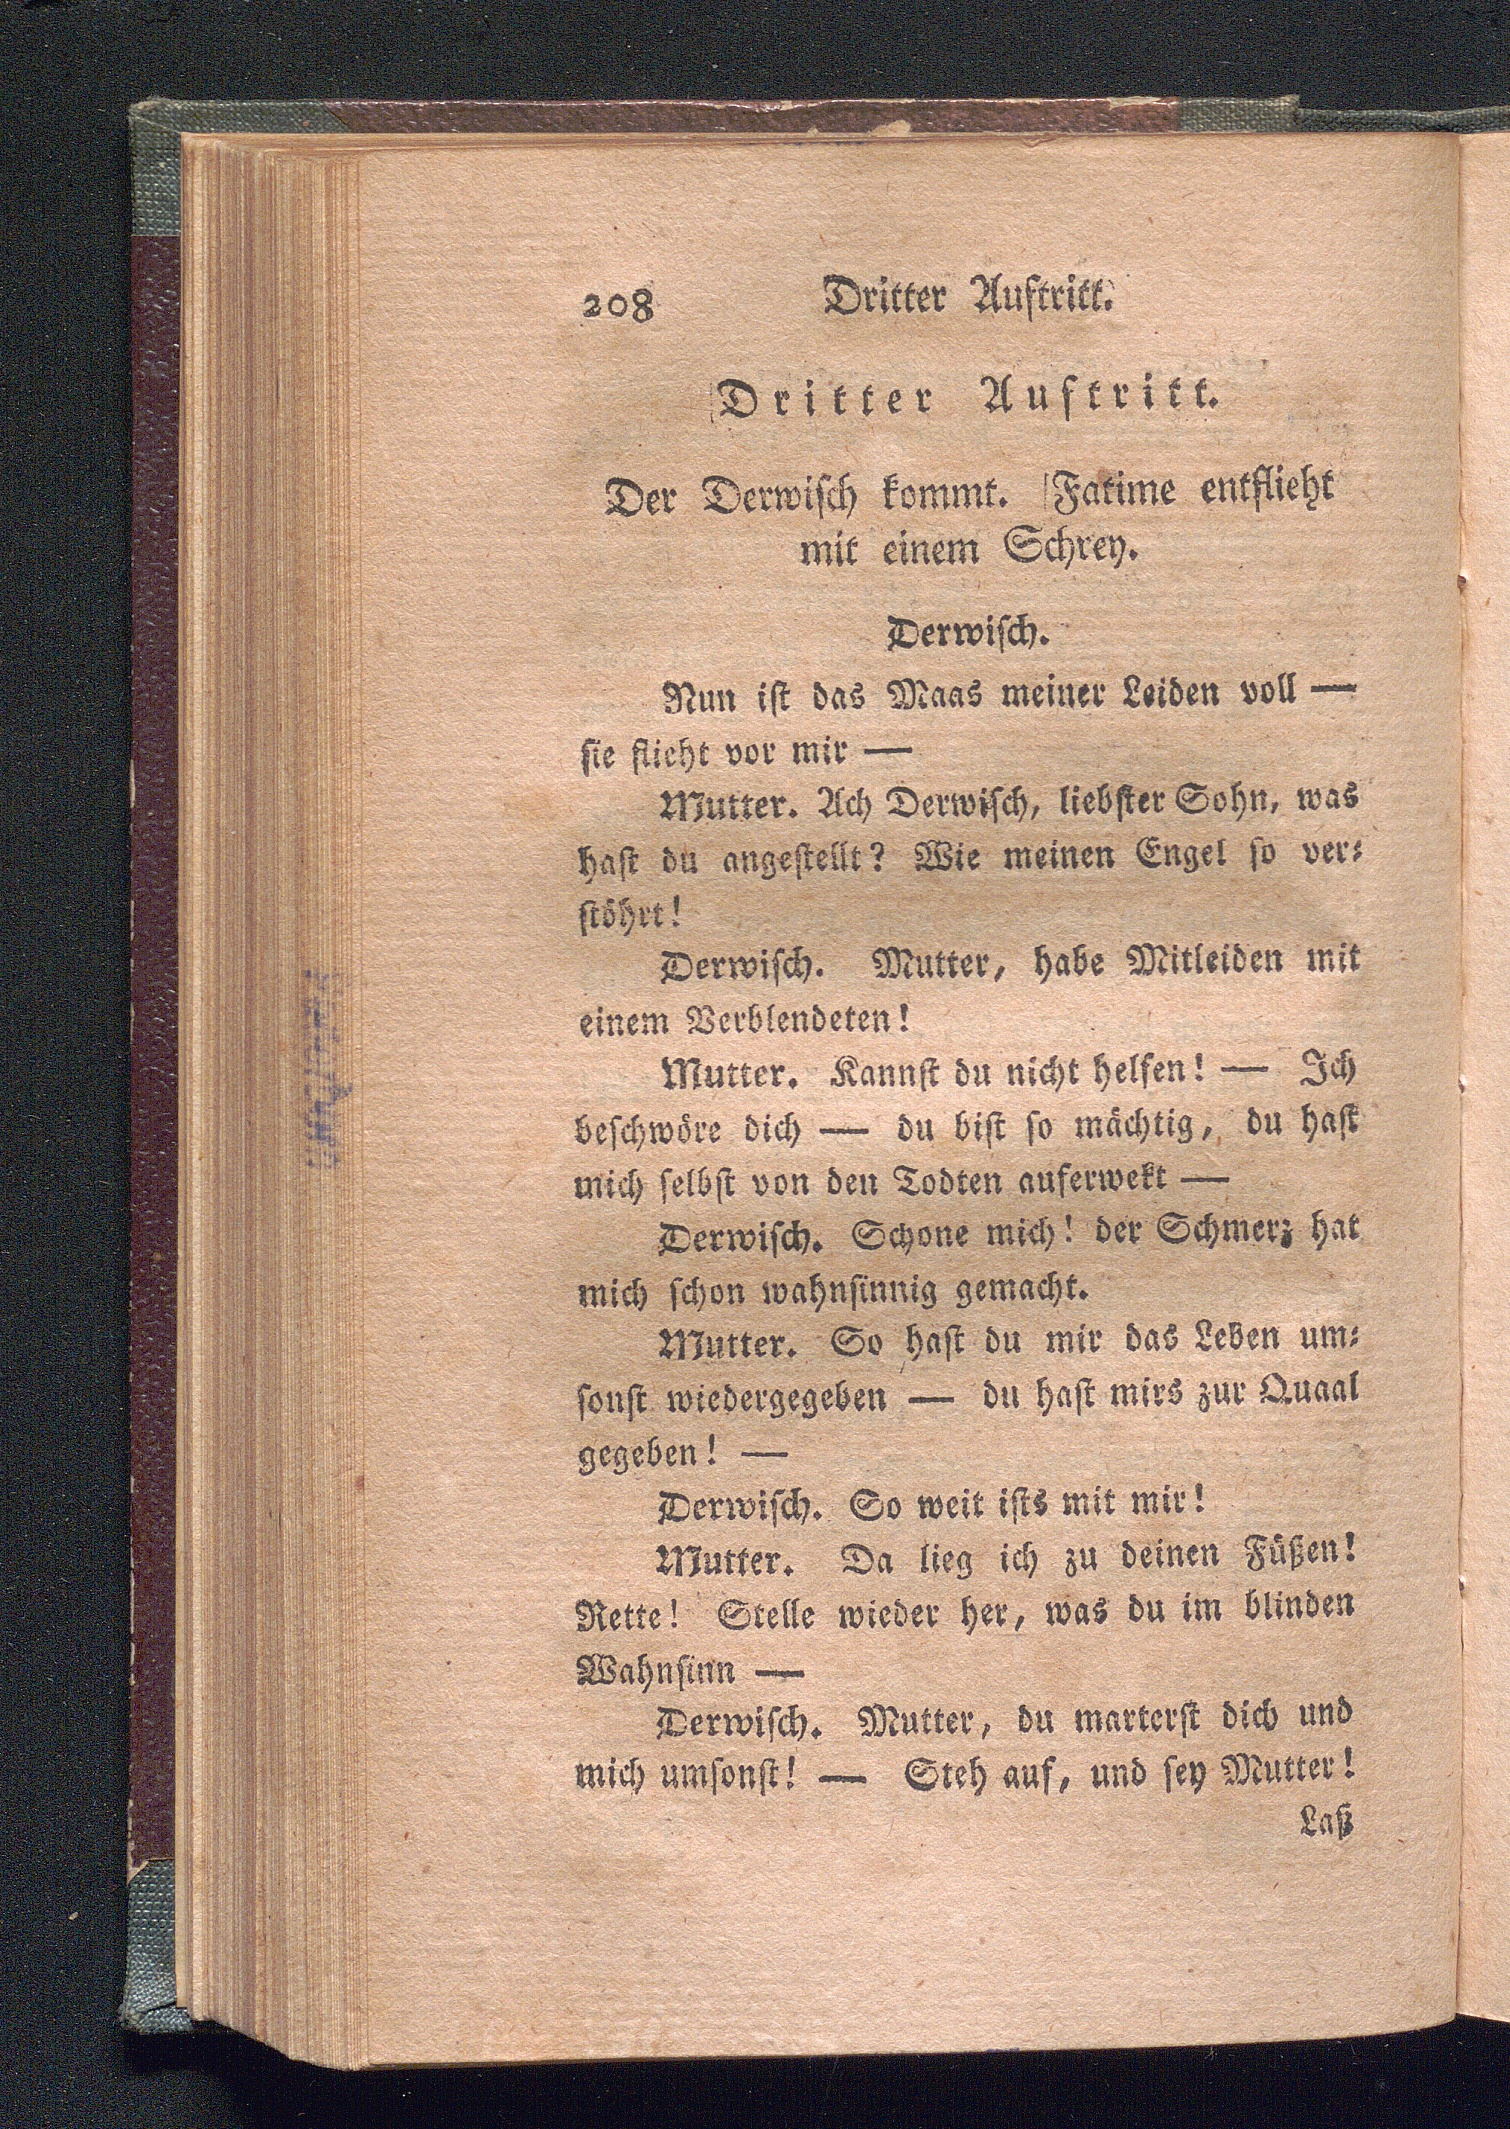 208 Dritter Auftritt.
Dritter Auftritt.
Der Derwiſch kommt. Fatime entflieht
mit einem Schrey.
Derwiſch.
Nun iſt das Maas meiner Leiden voll —
ſie flieht vor mir —
Mutter. Ach Derwiſch, liebſter Sohn, was
haſt du angeſtellt? Wie meinen Engel ſo ver⸗
ſtöhrt!
Derwiſch. Mutter, habe Mitleiden mit
einem Verblendeten!
Mutter. Kannſt du nicht helfen! — Ich
beſchwöre dich — du biſt ſo mächtig, du haſt
mich ſelbſt von den Todten auferwekt —
Derwiſch. Schone mich! der Schmerz hat
mich ſchon wahnſinnig gemacht.
Mutter. So haſt du mir das Leben um⸗
ſonſt wiedergegeben — du haſt mirs zur Quaal
gegeben! —
Derwiſch. So weit iſts mit mir!
Mutter. Da lieg ich zu deinen Füßen!
Rette! Stelle wieder her, was du im blinden
Wahnſinn —
Derwiſch. Mutter, du marterſt dich und
mich umſonſt! — Steh auf, und ſey Mutter!
Laß